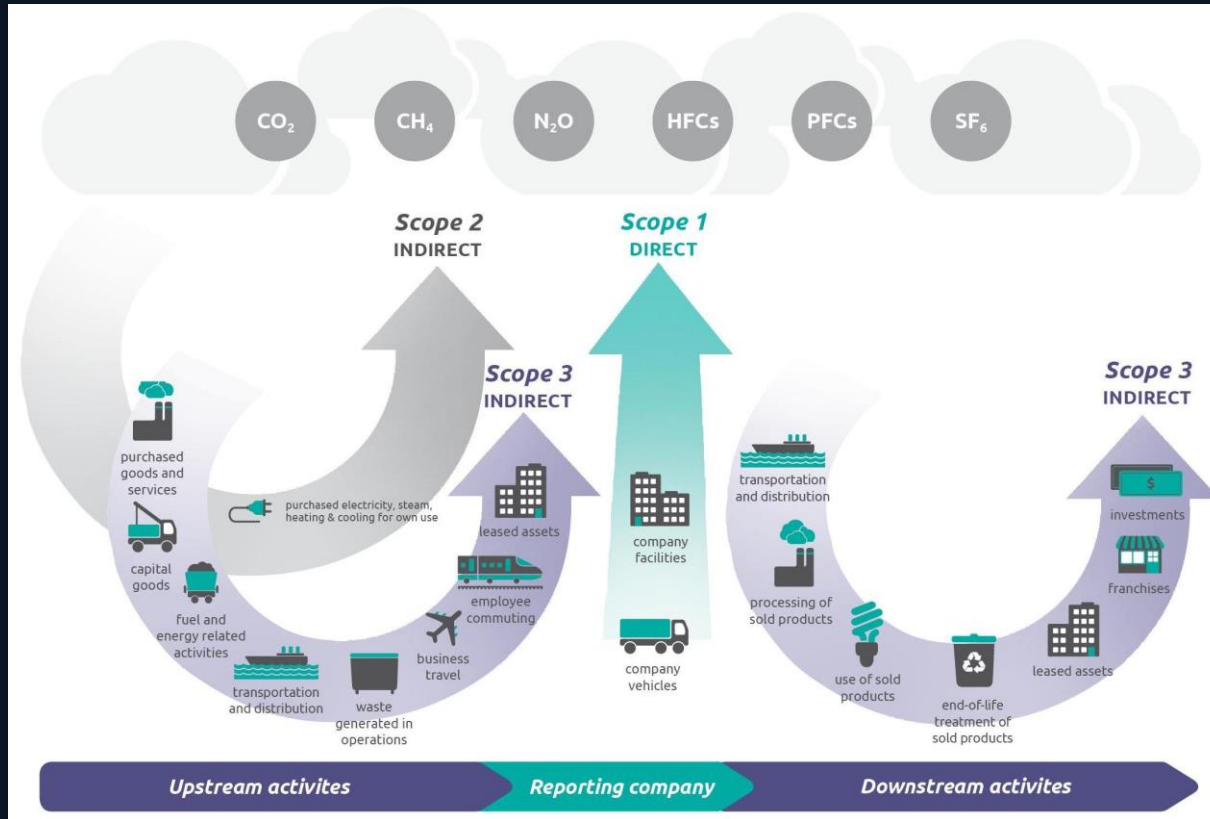 CO₂
CH₄
N₂O
HFCs
PFCs
SF₆
Scope 2
INDIRECT
Scope 1
DIRECT
Scope 3
INDIRECT
Scope 3
INDIRECT
purchased
goods and
services
capital
goods
fuel and
energy related
activities
transportation
and distribution
waste
generated in
operations
business
travel
employee
commuting
leased assets
purchased electricity, steam,
heating & cooling for own use
company
facilities
company
vehicles
transportation
and distribution
processing of
sold products
use of sold
products
end-of-life
treatment of
sold products
leased assets
franchises
$
investments
Upstream activites
Reporting company
Downstream activites